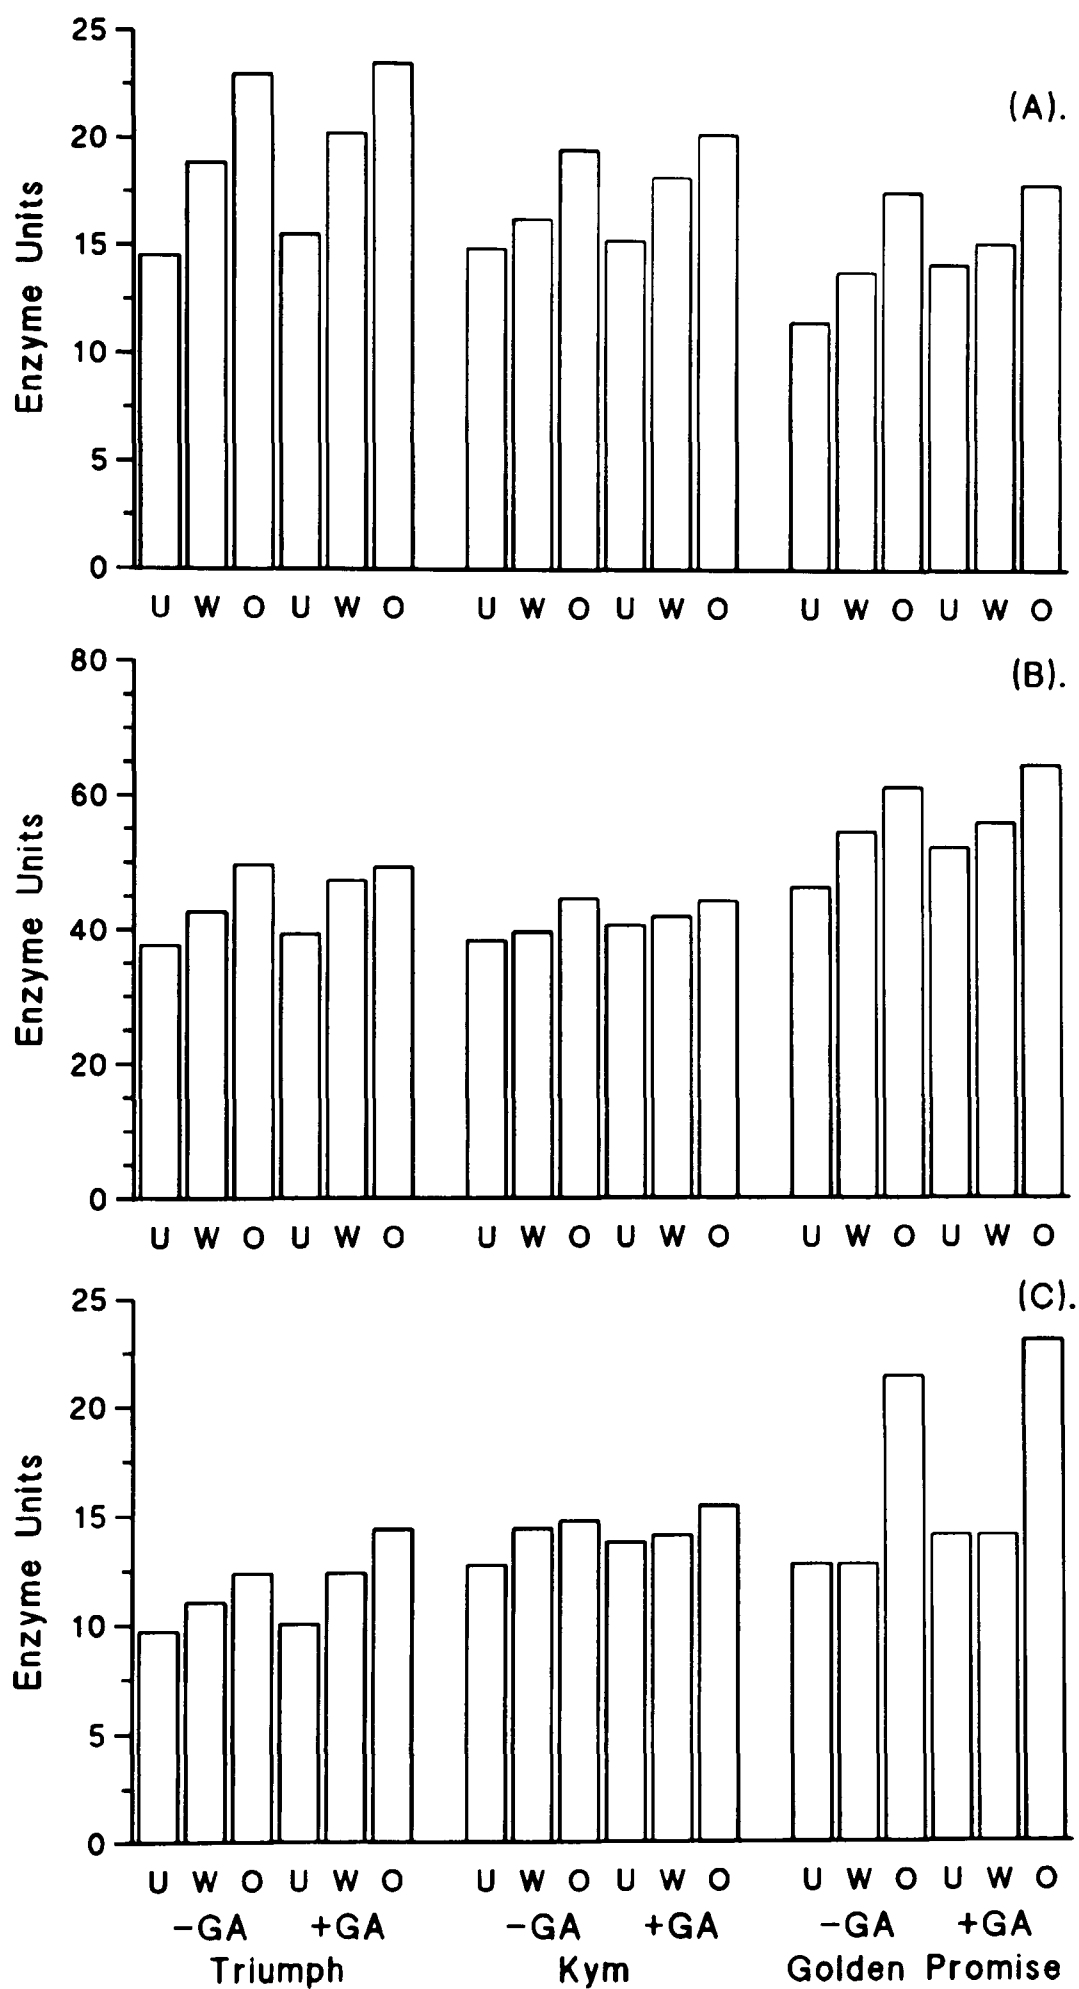 (A).
Enzyme Units
25
20
15
10
5
0
U W O U W O U W O U W O U W O U W O
(B).
Enzyme Units
80
60
40
20
0
U W O U W O U W O U W O U W O U W O
(C).
Enzyme Units
25
20
15
10
5
0
U W O U W O U W O U W O U W O U W O
−GA +GA −GA +GA −GA +GA
Triumph Kym Golden Promise